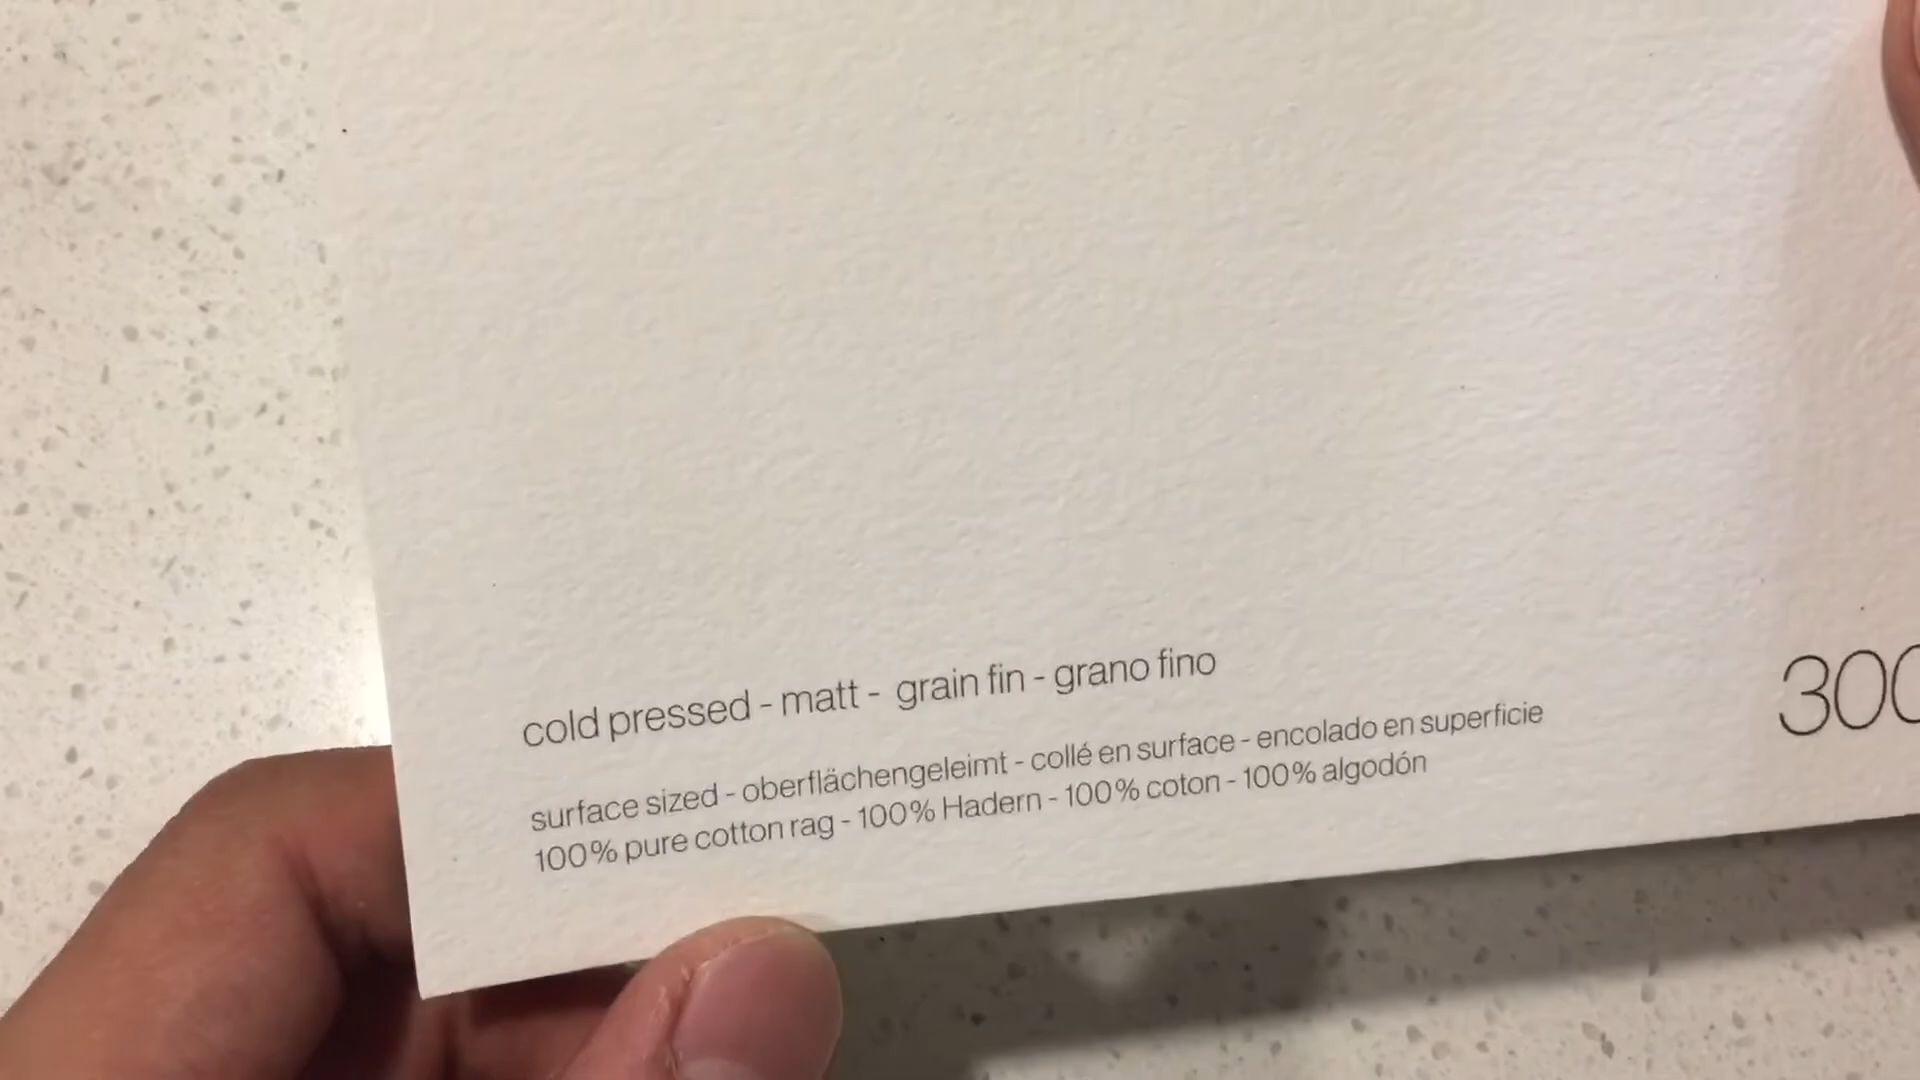 cold pressed - matt - grain fin - grano fino
surface sized - oberflächengeleimt - collé en surface - encolado en superficie
100% pure cotton rag - 100% Hadern - 100% coton - 100% algodón
300